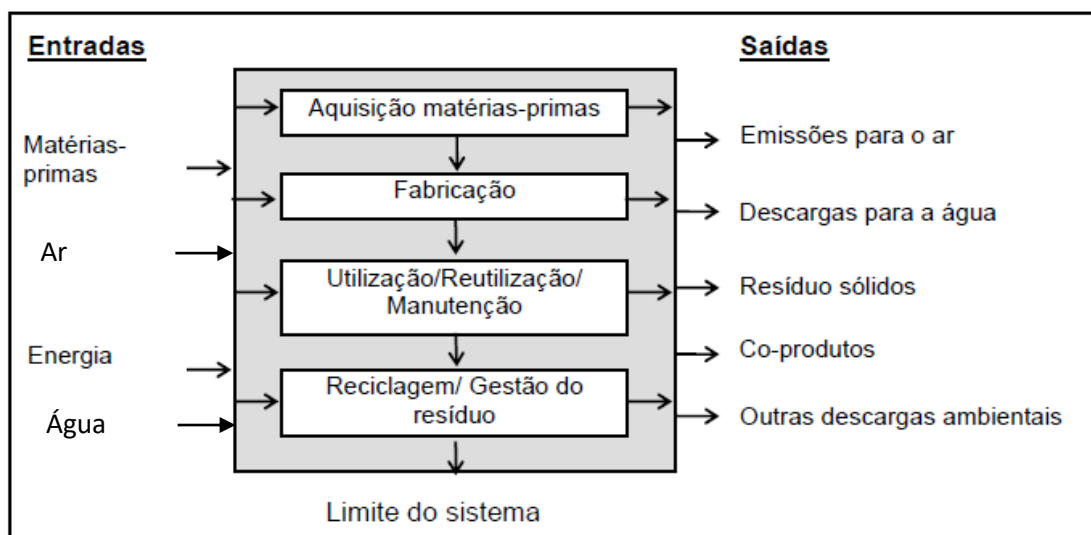 Entradas
Saídas
Aquisição matérias-primas
Matérias-
primas
Emissões para o ar
Fabricação
Descargas para a água
Ar
Utilização/Reutilização/
Manutenção
Resíduo sólidos
Energia
Co-produtos
Reciclagem/ Gestão do
resíduo
Água
Outras descargas ambientais
Limite do sistema